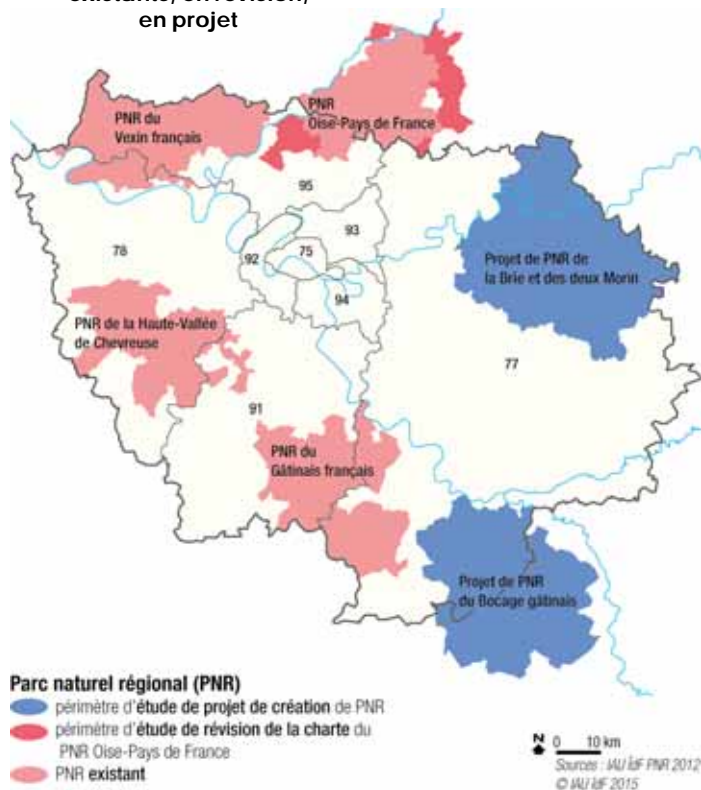 existants, en révision,
en projet
PNR du
Vexin français
PNR
Oise-Pays de France
95
93
78
92
75
94
Projet de PNR de
la Brie et des deux Morin
PNR de la Haute-Vallée
de Chevreuse
77
91
PNR du
Gâtinais français
Projet de PNR
du Bocage gâtinais
Parc naturel régional (PNR)
périmètre d'étude de projet de création de PNR
périmètre d'étude de révision de la charte du
PNR Oise-Pays de France
PNR existant
N
0 10 km
Sources : IAU îdF PNR 2012
© IAU îdF 2015